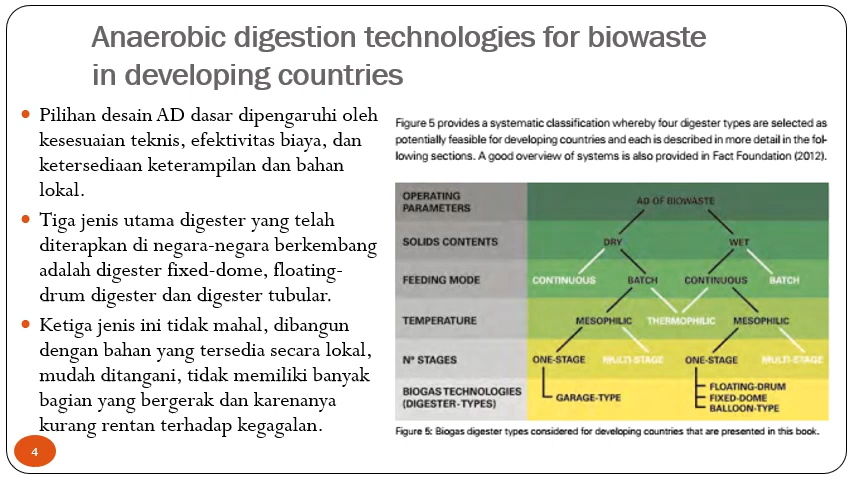 Anaerobic digestion technologies for biowaste
in developing countries
Pilihan desain AD dasar dipengaruhi oleh
kesesuaian teknis, efektivitas biaya, dan
ketersediaan keterampilan dan bahan
lokal.
Tiga jenis utama digester yang telah
diterapkan di negara-negara berkembang
adalah digester fixed-dome, floating-
drum digester dan digester tubular.
Ketiga jenis ini tidak mahal, dibangun
dengan bahan yang tersedia secara lokal,
mudah ditangani, tidak memiliki banyak
bagian yang bergerak dan karenanya
kurang rentan terhadap kegagalan.
4
Figure 5 provides a systematic classification whereby four digester types are selected as
potentially feasible for developing countries and each is described in more detail in the fol-
lowing sections. A good overview of systems is also provided in Fact Foundation (2012).
OPERATING
PARAMETERS
AD OF BIOWASTE
SOLIDS CONTENTS
DRY WET
FEEDING MODE
CONTINUOUS BATCH CONTINUOUS BATCH
TEMPERATURE
MESOPHILIC THERMOPHILIC MESOPHILIC
N° STAGES
ONE-STAGE MULTI-STAGE ONE-STAGE MULTI-STAGE
BIOGAS TECHNOLOGIES
(DIGESTER-TYPES)
GARAGE-TYPE
FLOATING-DRUM
FIXED-DOME
BALLOON-TYPE
Figure 5: Biogas digester types considered for developing countries that are presented in this book.